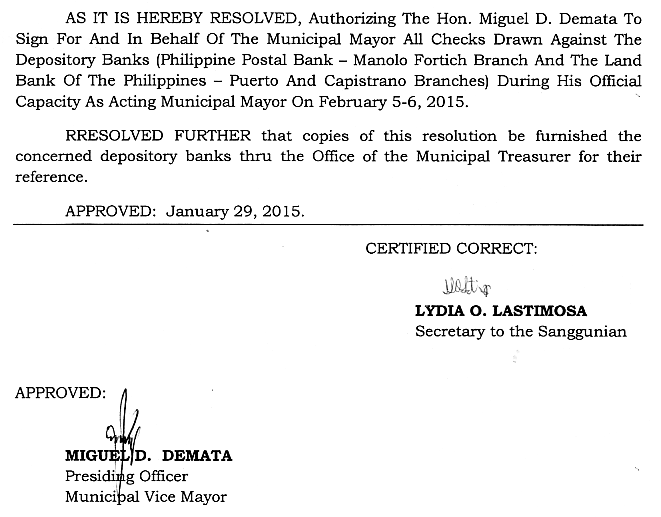 AS IT IS HEREBY RESOLVED, Authorizing The Hon. Miguel D. Demata To
Sign For And In Behalf Of The Municipal Mayor All Checks Drawn Against The
Depository Banks (Philippine Postal Bank – Manolo Fortich Branch And The Land
Bank Of The Philippines – Puerto And Capistrano Branches) During His Official
Capacity As Acting Municipal Mayor On February 5-6, 2015.
RRESOLVED FURTHER that copies of this resolution be furnished the
concerned depository banks thru the Office of the Municipal Treasurer for their
reference.
APPROVED: January 29, 2015.
CERTIFIED CORRECT:
LYDIA O. LASTIMOSA
Secretary to the Sanggunian
APPROVED:
MIGUEL D. DEMATA
Presiding Officer
Municipal Vice Mayor